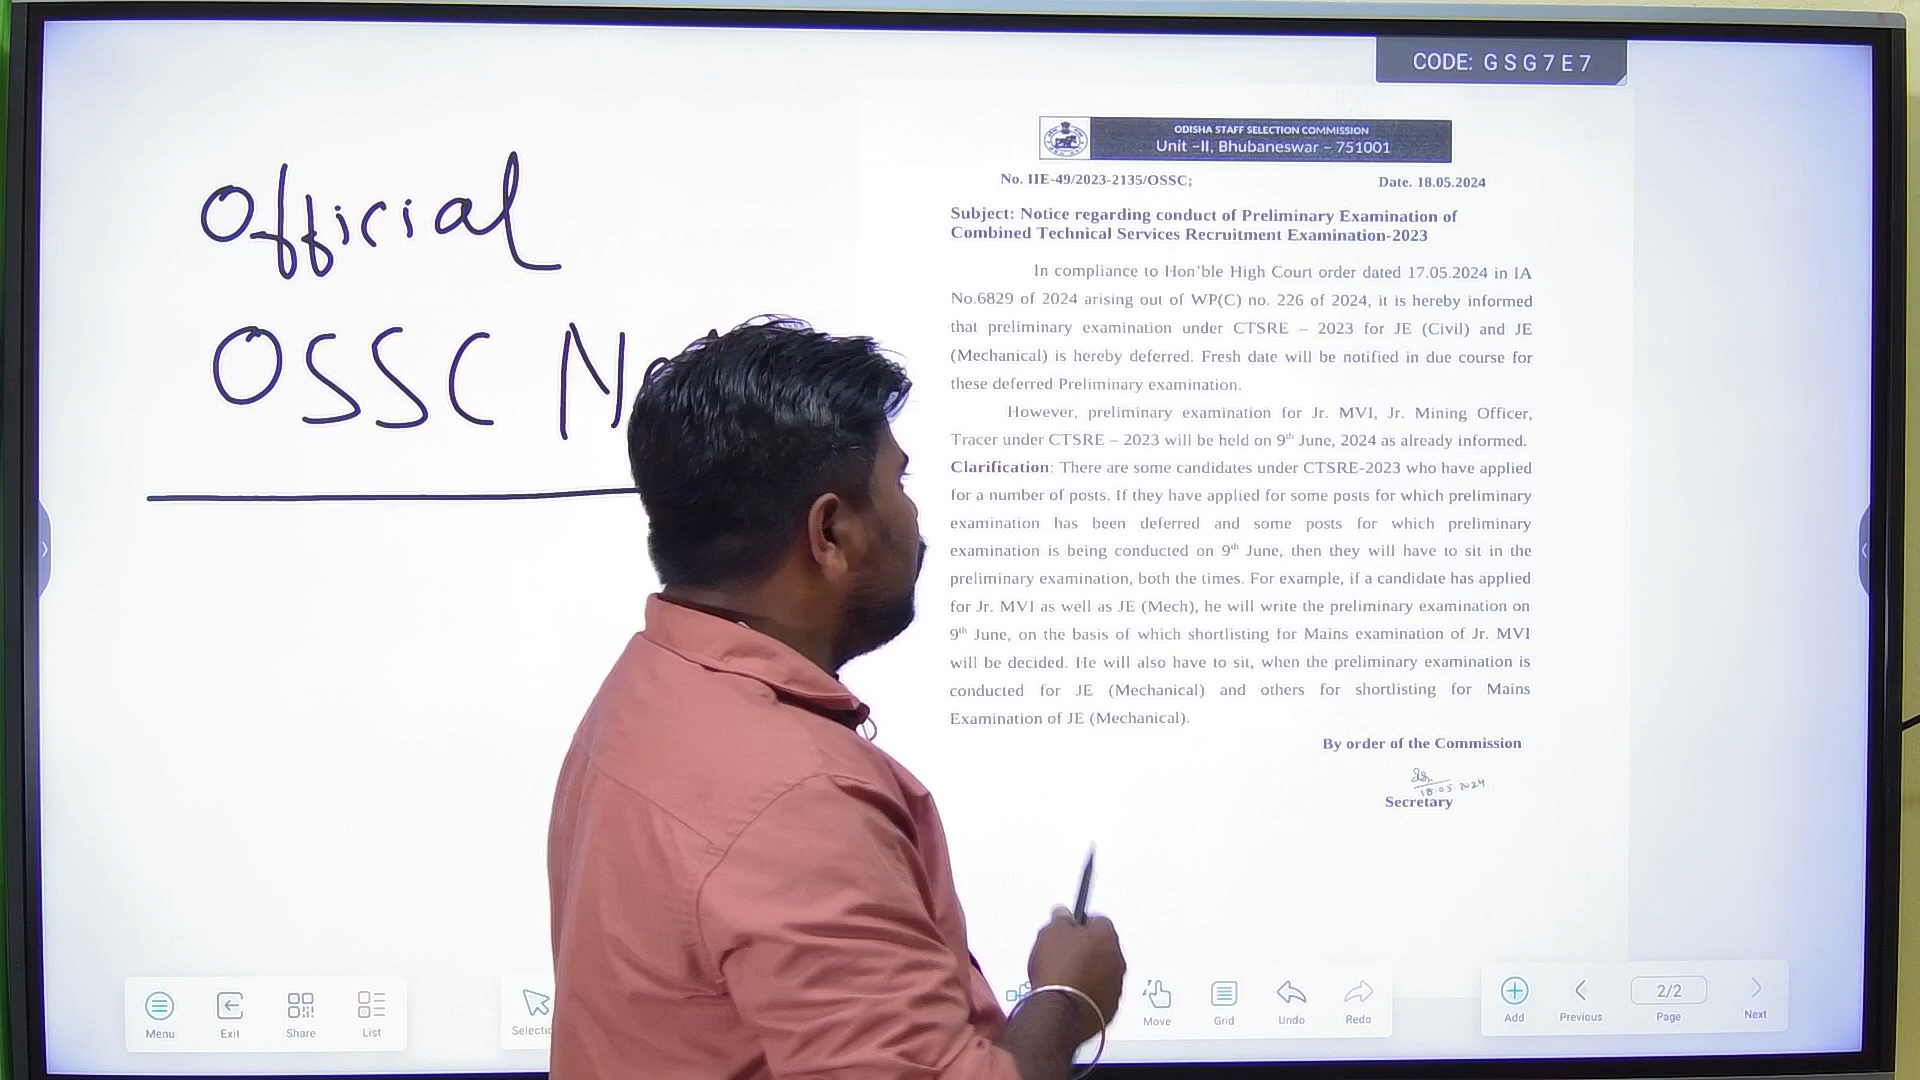 CODE: GSG7E7
Official
OSSC
ODISHA STAFF SELECTION COMMISSION
Unit –II, Bhubaneswar – 751001
No. IIE-49/2023-2135/OSSC; Date. 18.05.2024
Subject: Notice regarding conduct of Preliminary Examination of
Combined Technical Services Recruitment Examination-2023
In compliance to Hon'ble High Court order dated 17.05.2024 in IA
No.6829 of 2024 arising out of WP(C) no. 226 of 2024, it is hereby informed
that preliminary examination under CTSRE – 2023 for JE (Civil) and JE
(Mechanical) is hereby deferred. Fresh date will be notified in due course for
these deferred Preliminary examination.
However, preliminary examination for Jr. MVI, Jr. Mining Officer,
Tracer under CTSRE – 2023 will be held on 9th June, 2024 as already informed.
Clarification: There are some candidates under CTSRE-2023 who have applied
for a number of posts. If they have applied for some posts for which preliminary
examination has been deferred and some posts for which preliminary
examination is being conducted on 9th June, then they will have to sit in the
preliminary examination, both the times. For example, if a candidate has applied
for Jr. MVI as well as JE (Mech), he will write the preliminary examination on
9th June, on the basis of which shortlisting for Mains examination of Jr. MVI
will be decided. He will also have to sit, when the preliminary examination is
conducted for JE (Mechanical) and others for shortlisting for Mains
Examination of JE (Mechanical).
By order of the Commission
18.05.2024
Secretary
Menu Exit Share List Move Grid Undo Redo Add Previous 2/2 Page Next